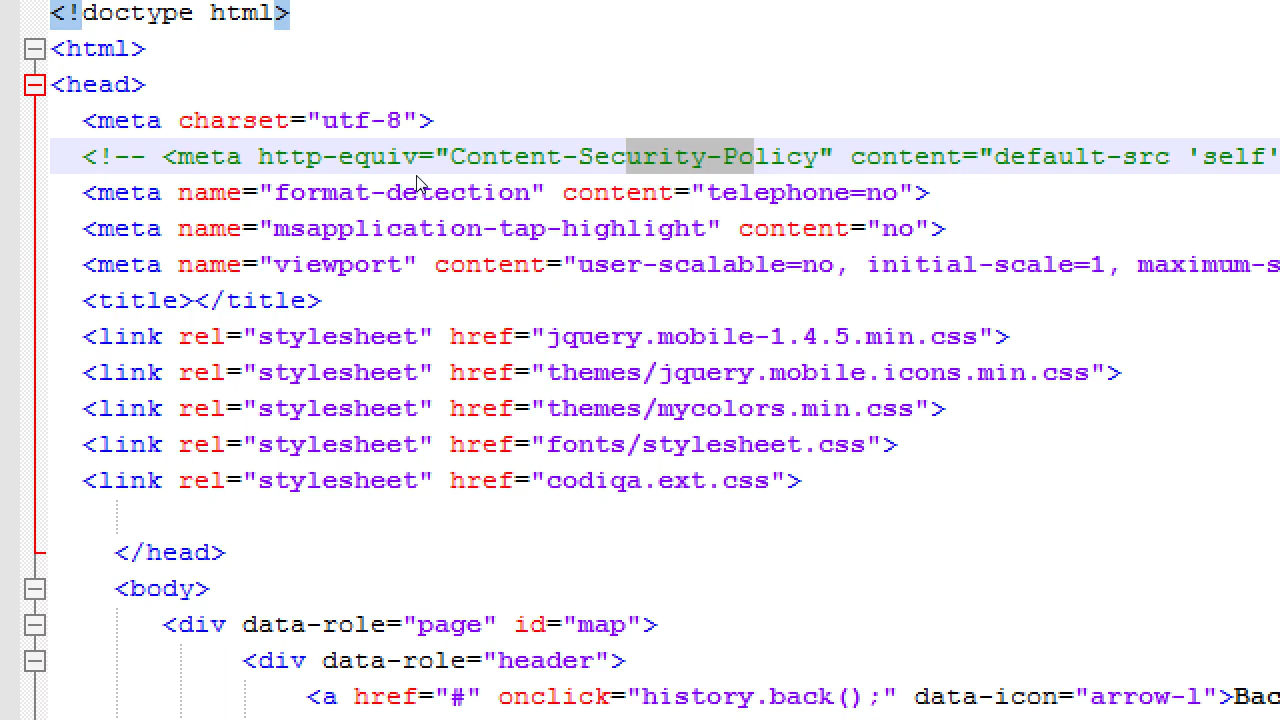 <!doctype html>
<html>
<head>
<meta charset="utf-8">
<!-- <meta http-equiv="Content-Security-Policy" content="default-src 'self'
<meta name="format-detection" content="telephone=no">
<meta name="msapplication-tap-highlight" content="no">
<meta name="viewport" content="user-scalable=no, initial-scale=1, maximum-s
<title></title>
<link rel="stylesheet" href="jquery.mobile-1.4.5.min.css">
<link rel="stylesheet" href="themes/jquery.mobile.icons.min.css">
<link rel="stylesheet" href="themes/mycolors.min.css">
<link rel="stylesheet" href="fonts/stylesheet.css">
<link rel="stylesheet" href="codiqa.ext.css">
</head>
<body>
<div data-role="page" id="map">
<div data-role="header">
<a href="#" onclick="history.back();" data-icon="arrow-l">Bac